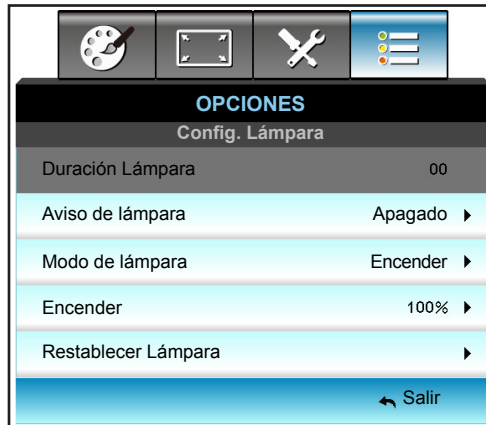 OPCIONES
Config. Lámpara
Duración Lámpara 00
Aviso de lámpara Apagado
Modo de lámpara Encender
Encender 100%
Restablecer Lámpara
Salir